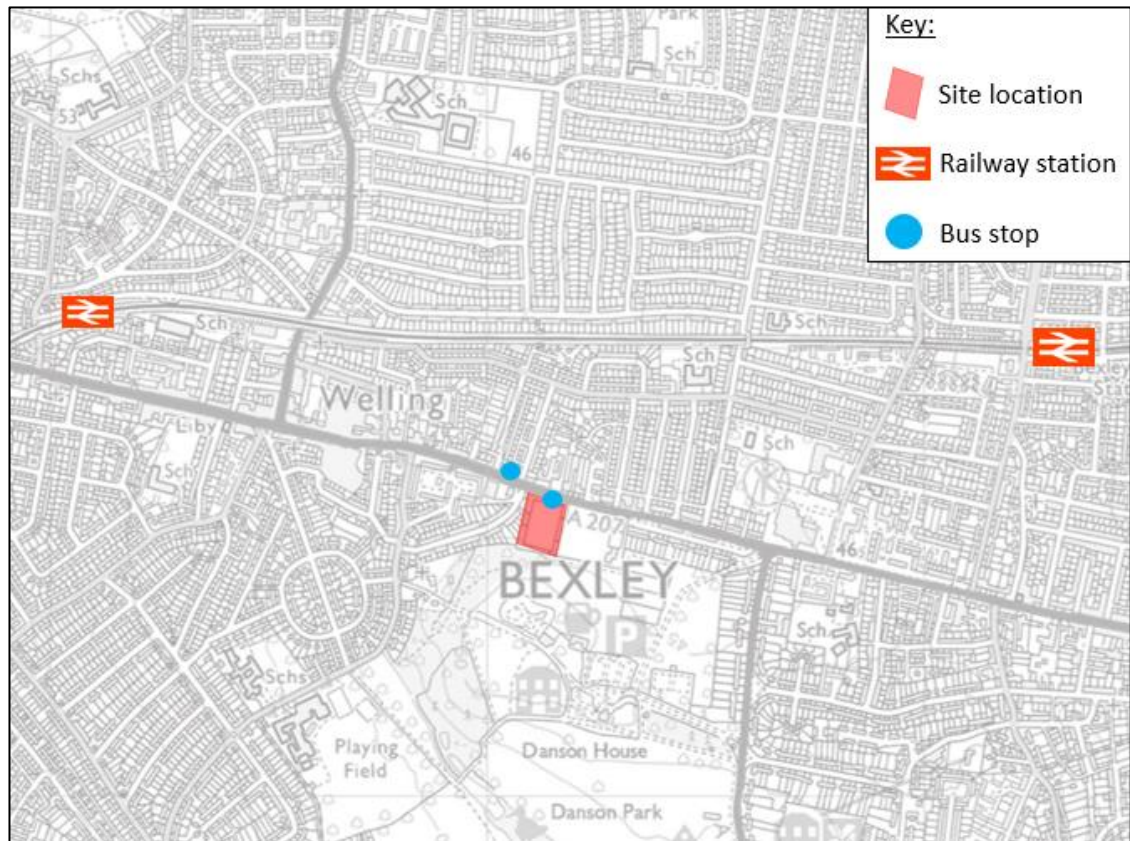 Key:
Site location
Railway station
Bus stop
Park
Sch
Schs
53
Sch
46
Sch
Sch
Sch
Welling
Liby
Sch
Sch
A 207
46
BEXLEY
P
Sch
Schs
Playing
Field
Danson House
Danson Park